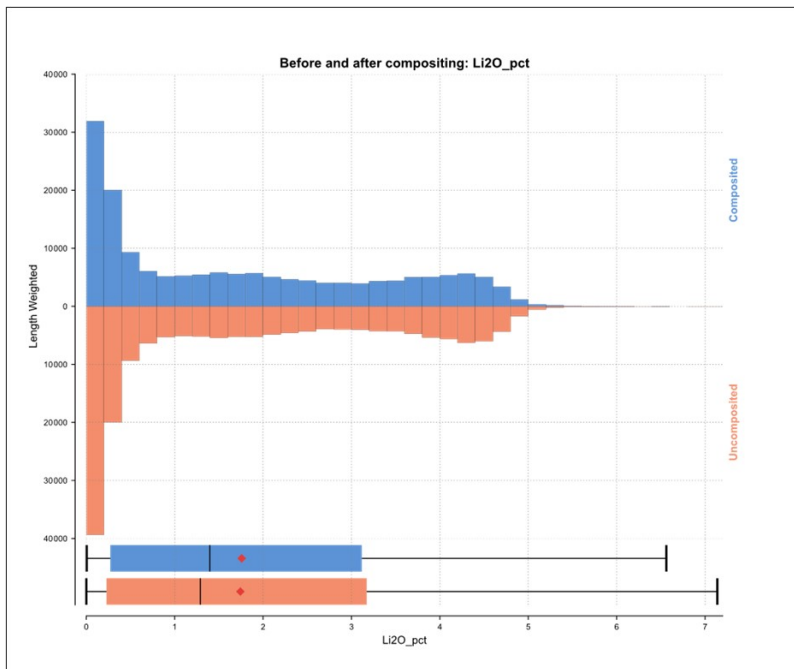 Before and after compositing: Li2O_pct
40000
30000
20000
10000
0
10000
20000
30000
40000
Length Weighted
Composited
Uncomposited
0 1 2 3 4 5 6 7
Li2O_pct